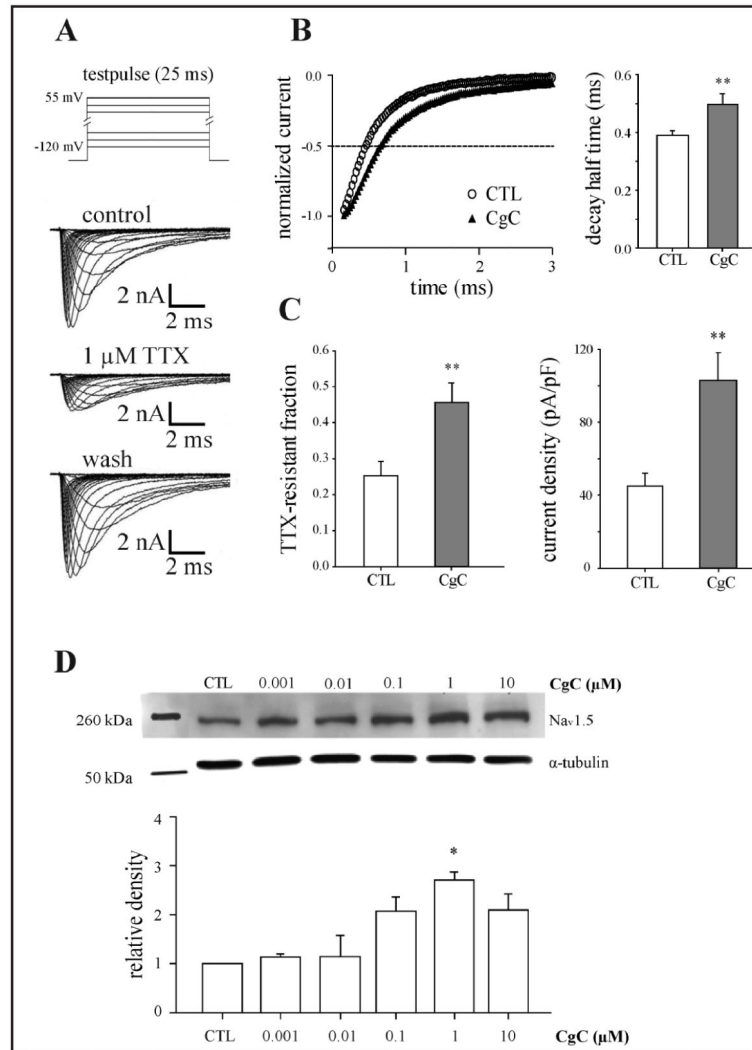 A
testpulse (25 ms)
55 mV
-120 mV
control
2 nA
2 ms
1 µM TTX
2 nA
2 ms
wash
2 nA
2 ms
B
normalized current
0.0
-0.5
-1.0
CTL
CgC
0 1 2 3
time (ms)
decay half time (ms)
0.6
0.4
0.2
0.0
**
CTL CgC
C
TTX-resistant fraction
0.6
0.5
0.4
0.3
0.2
0.1
0.0
**
CTL CgC
current density (pA/pF)
120
80
40
0
**
CTL CgC
D
CTL 0.001 0.01 0.1 1 10 CgC (µM)
260 kDa Nav1.5
α-tubulin
50 kDa
relative density
4
3
2
1
0
*
CTL 0.001 0.01 0.1 1 10 CgC (µM)